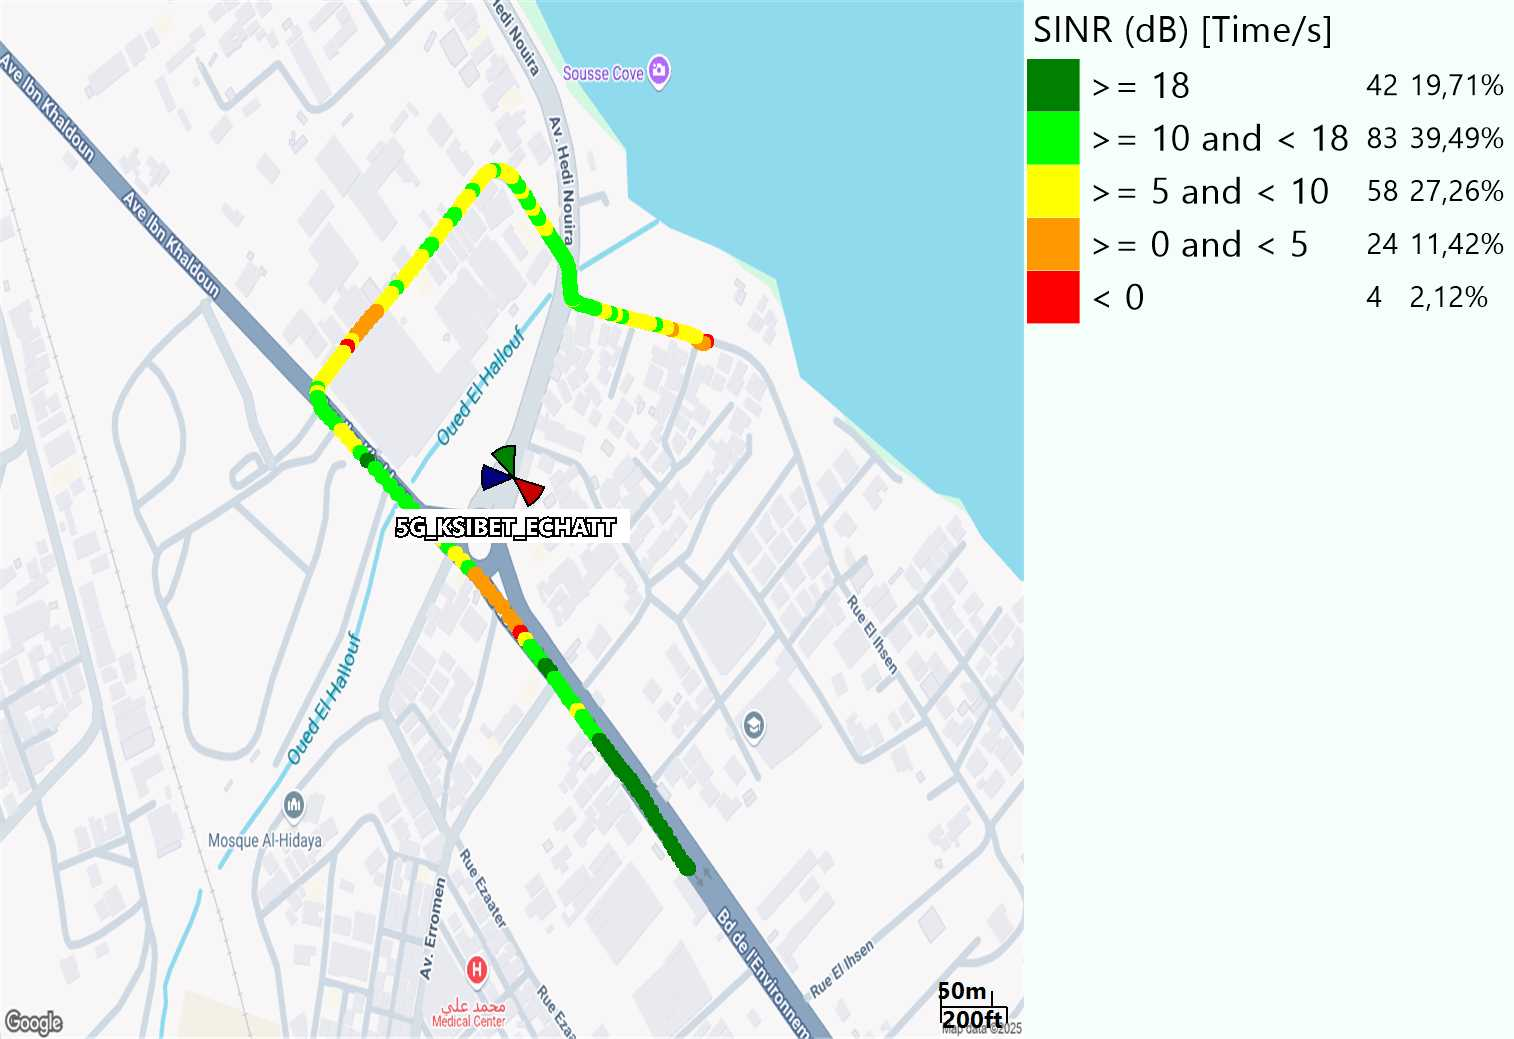 Hedi Nouira
Sousse Cove
Ave Ibn Khaldoun
Av. Hedi Nouira
Ave Ibn Khaldoun
Oued El Hallouf
5G_KSIBET_ECHATT
Rue El Ihsen
Oued El Hallouf
Mosque Al-Hidaya
Rue Ezaater
Av. Erromen
Bd de l'Environnem
Rue El Ihsen
محمد علي
Medical Center
Rue Ezaa
50m
200ft
Google
Map data ©2025
SINR (dB) [Time/s]
>= 18 42 19,71%
>= 10 and < 18 83 39,49%
>= 5 and < 10 58 27,26%
>= 0 and < 5 24 11,42%
< 0 4 2,12%